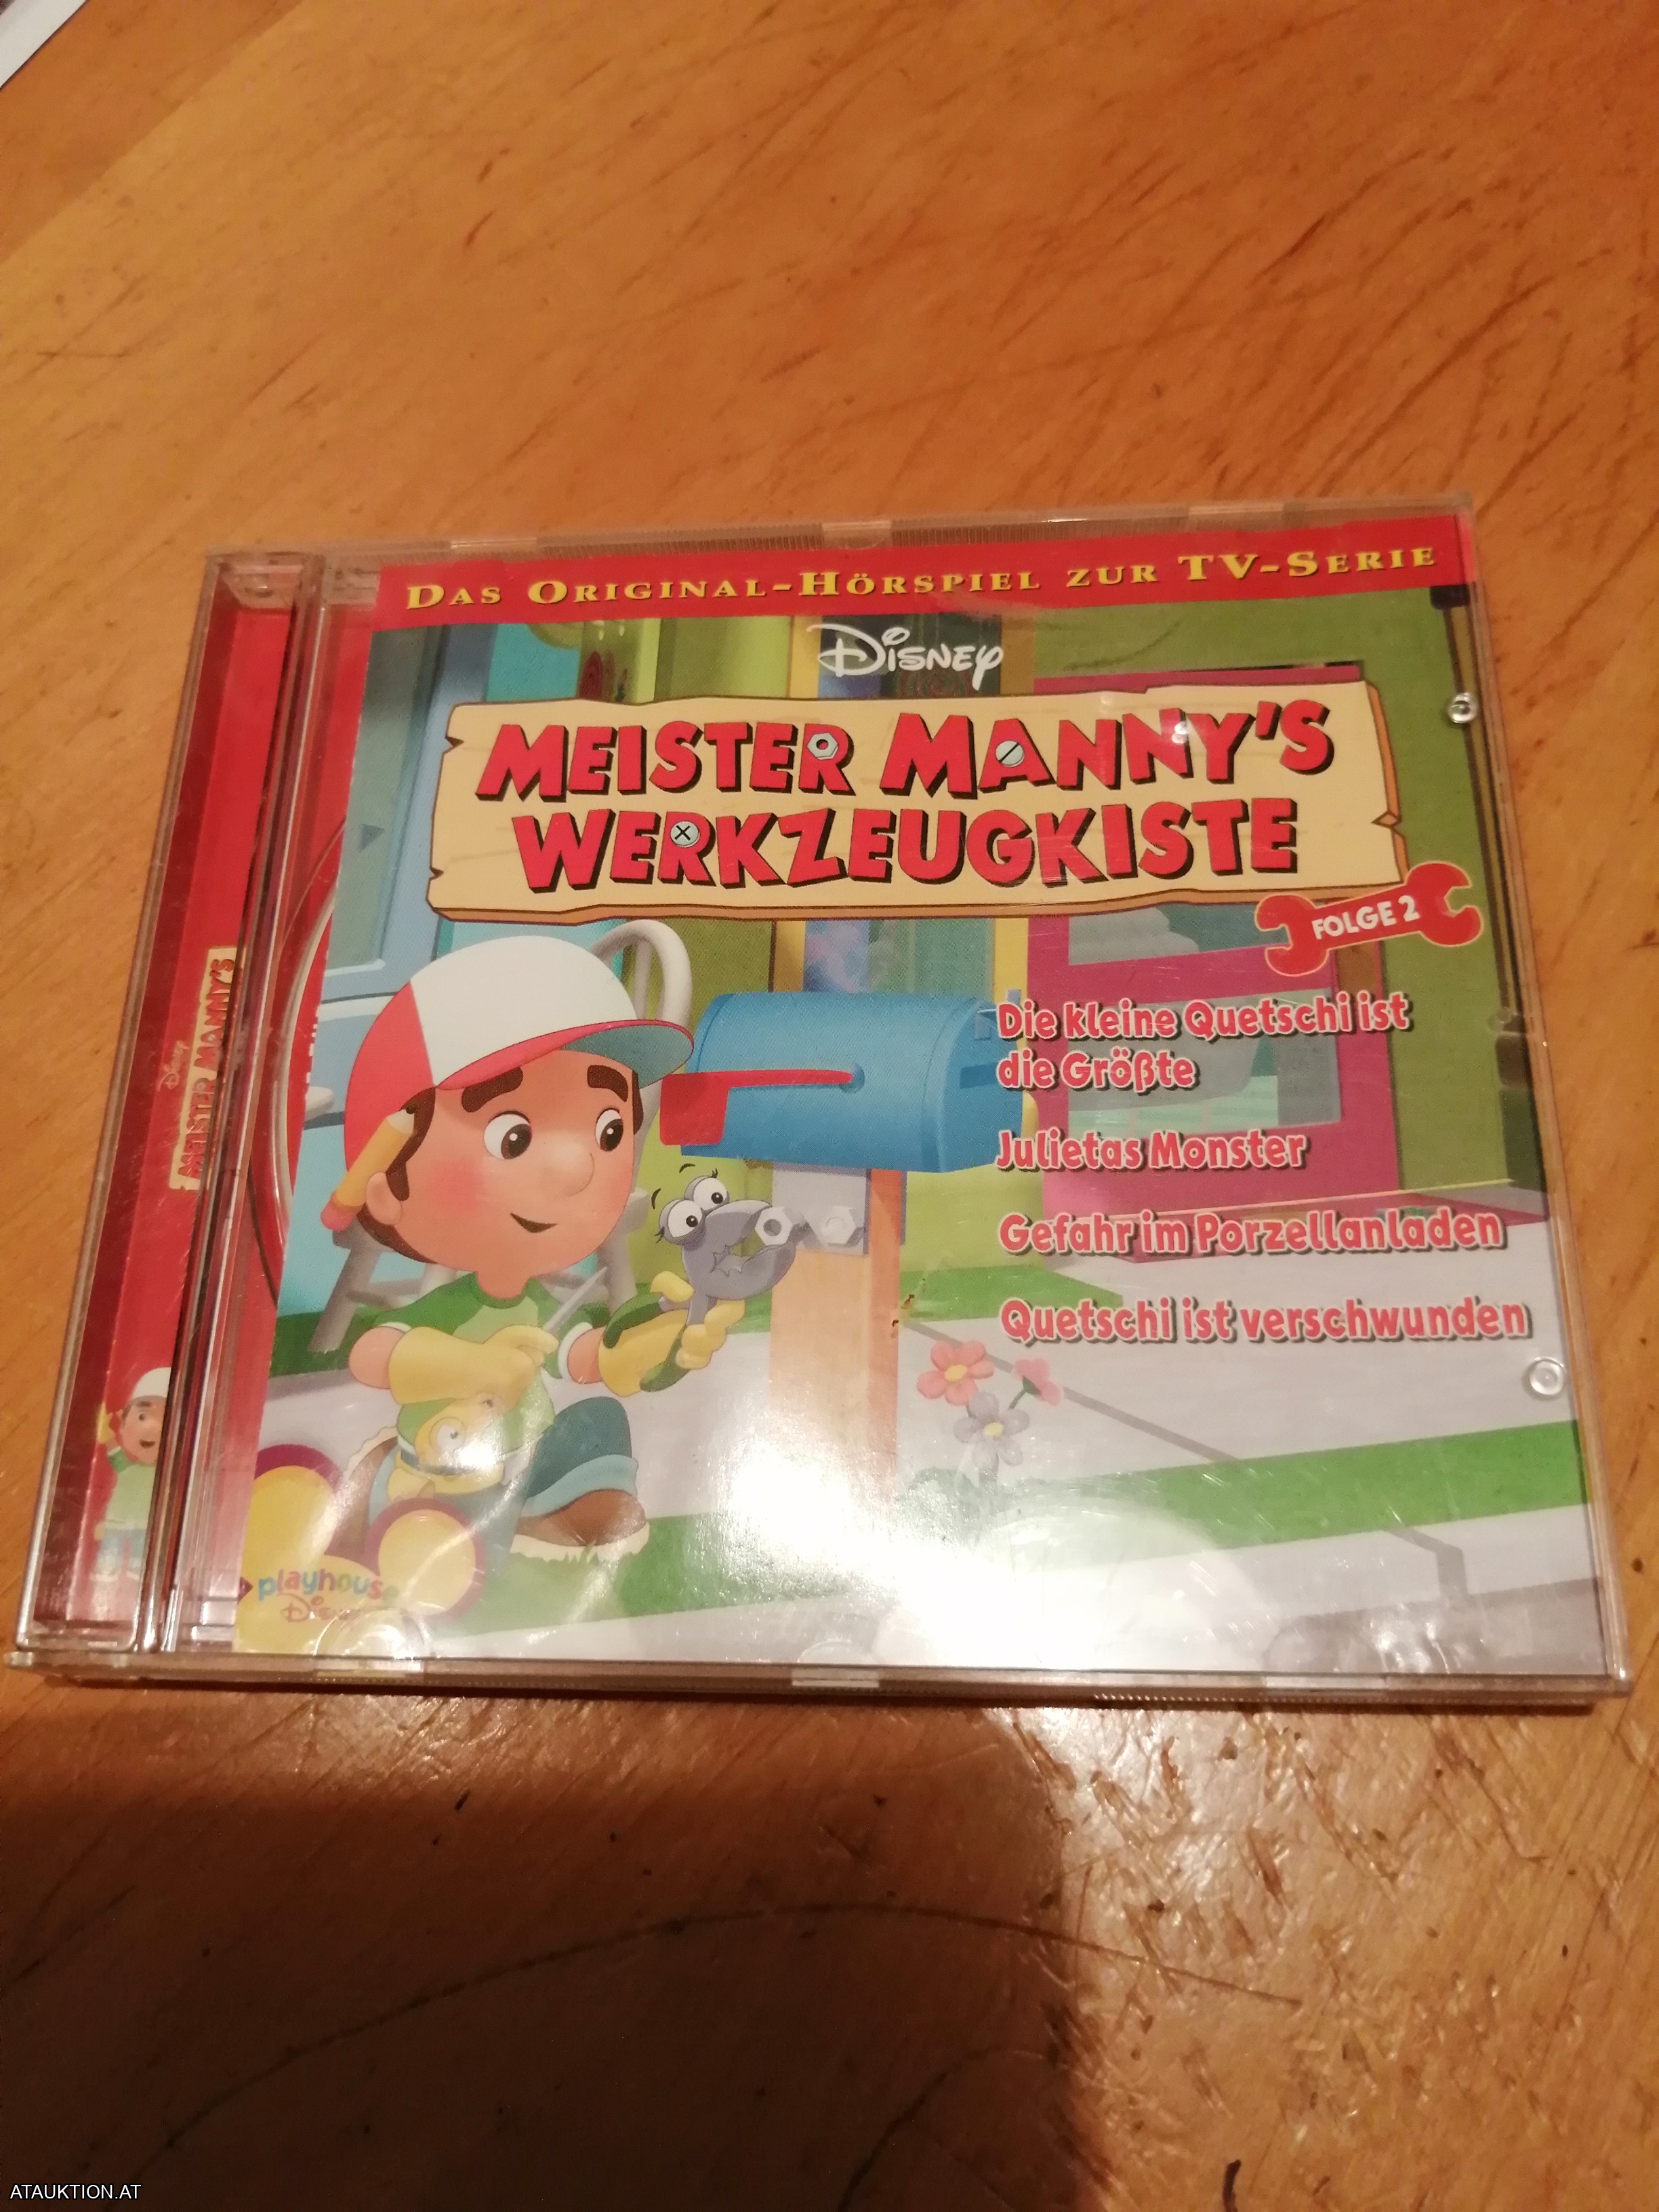 DAS ORIGINAL-HÖRSPIEL ZUR TV-SERIE
DISNEY
MEISTER MANNY'S
WERKZEUGKISTE
FOLGE 2
Die kleine Quetschi ist
die Größte
Julietas Monster
Gefahr im Porzellanladen
Quetschi ist verschwunden
playhouse
Disney
Disney
MEISTER MANNY'S
ATAUKTION.AT